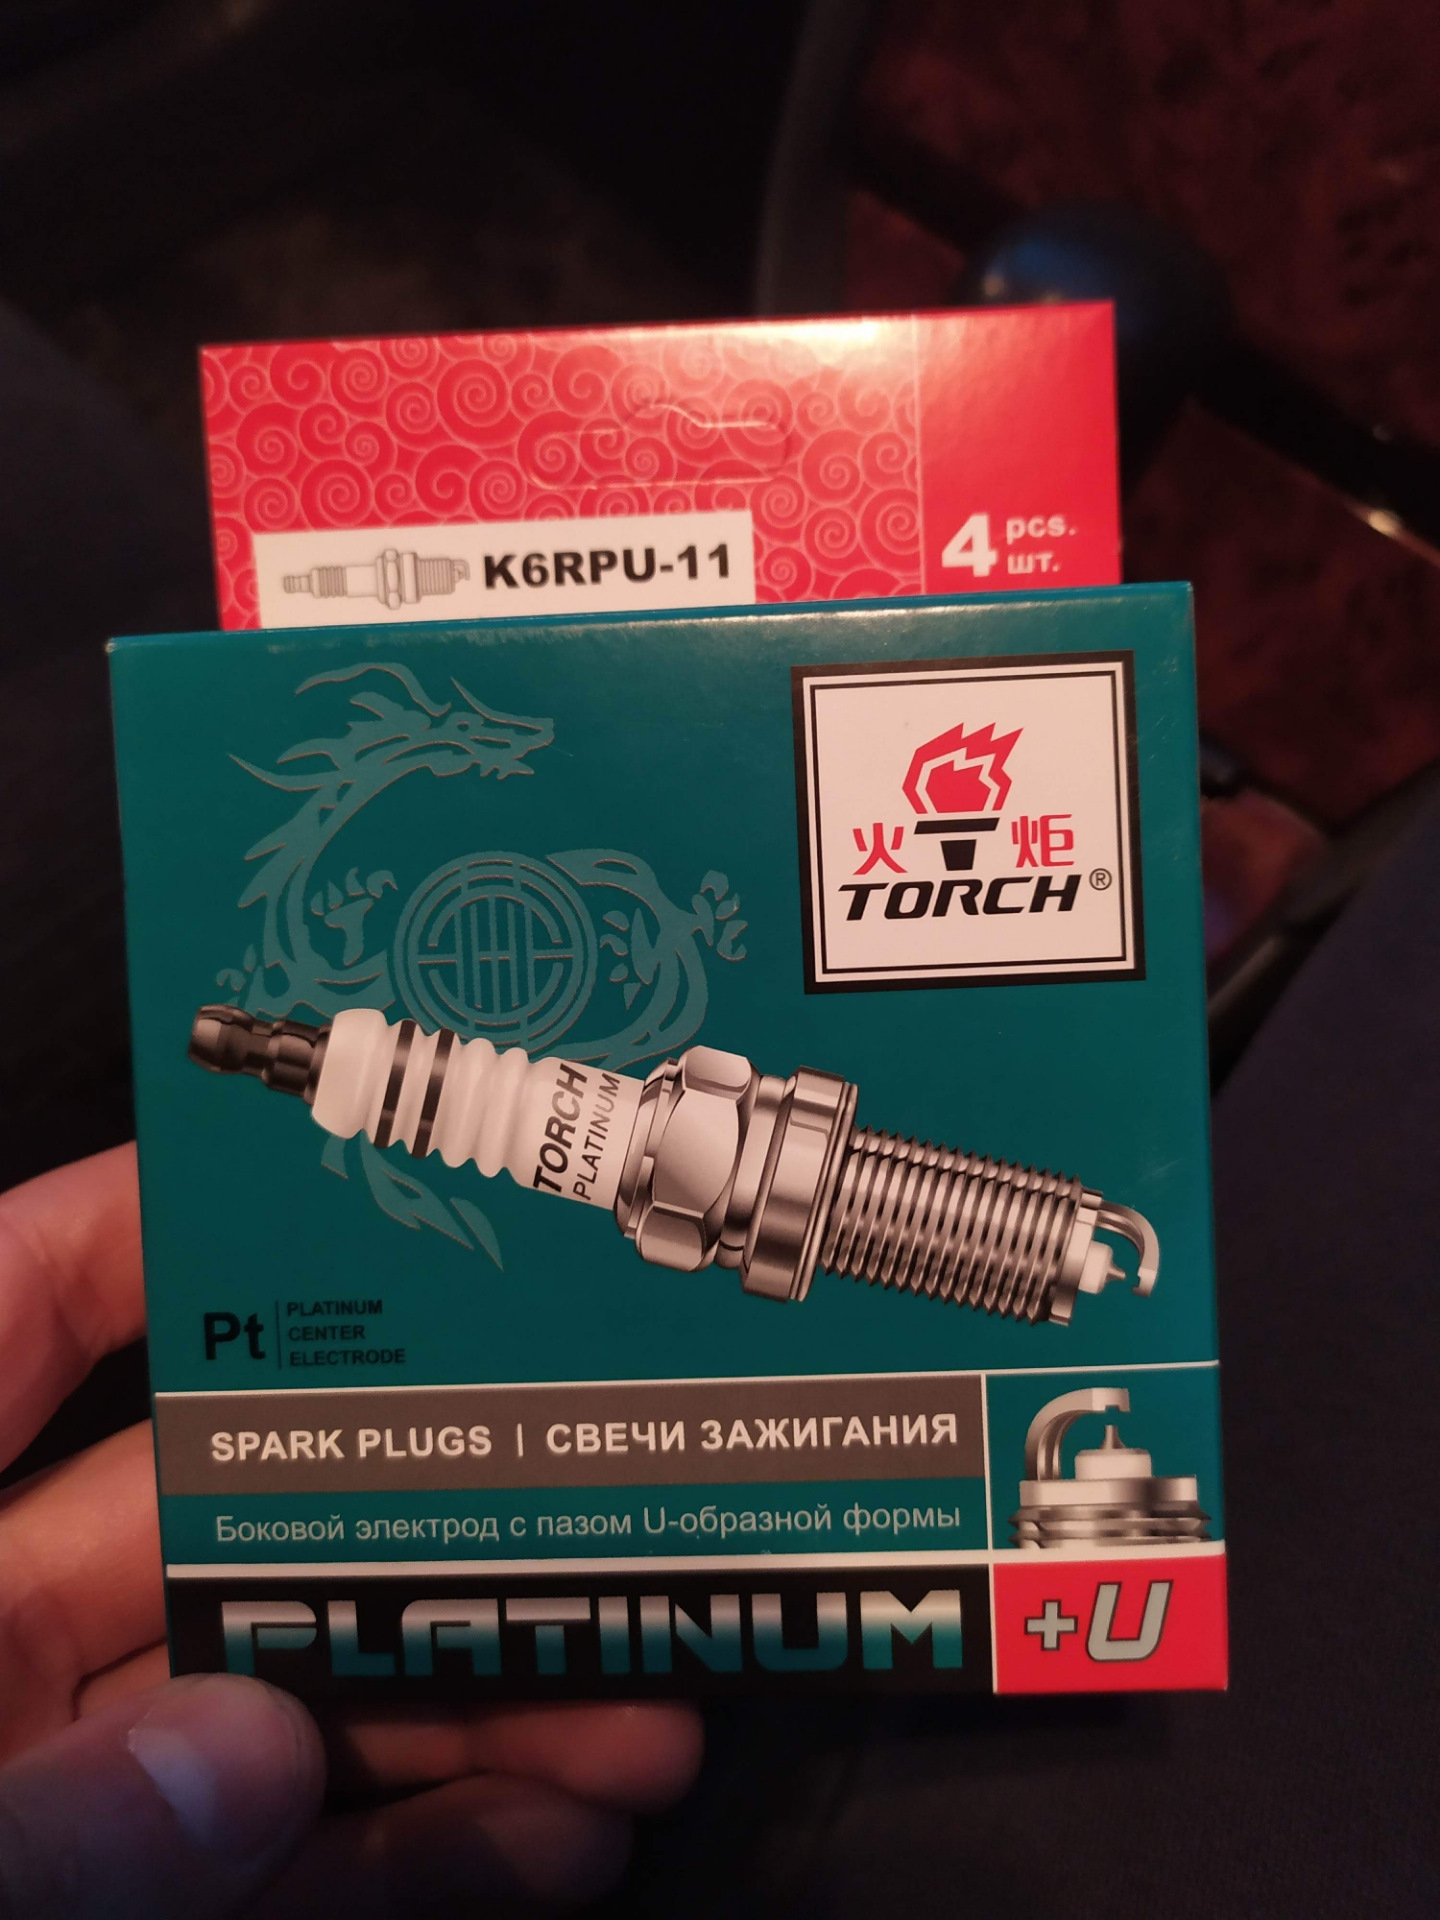 K6RPU-11
4 pcs.
шт.
火 炬
TORCH®
TORCH
PLATINUM
Pt
PLATINUM
CENTER
ELECTRODE
SPARK PLUGS | СВЕЧИ ЗАЖИГАНИЯ
Боковой электрод с пазом U-образной формы
PLATINUM
+U